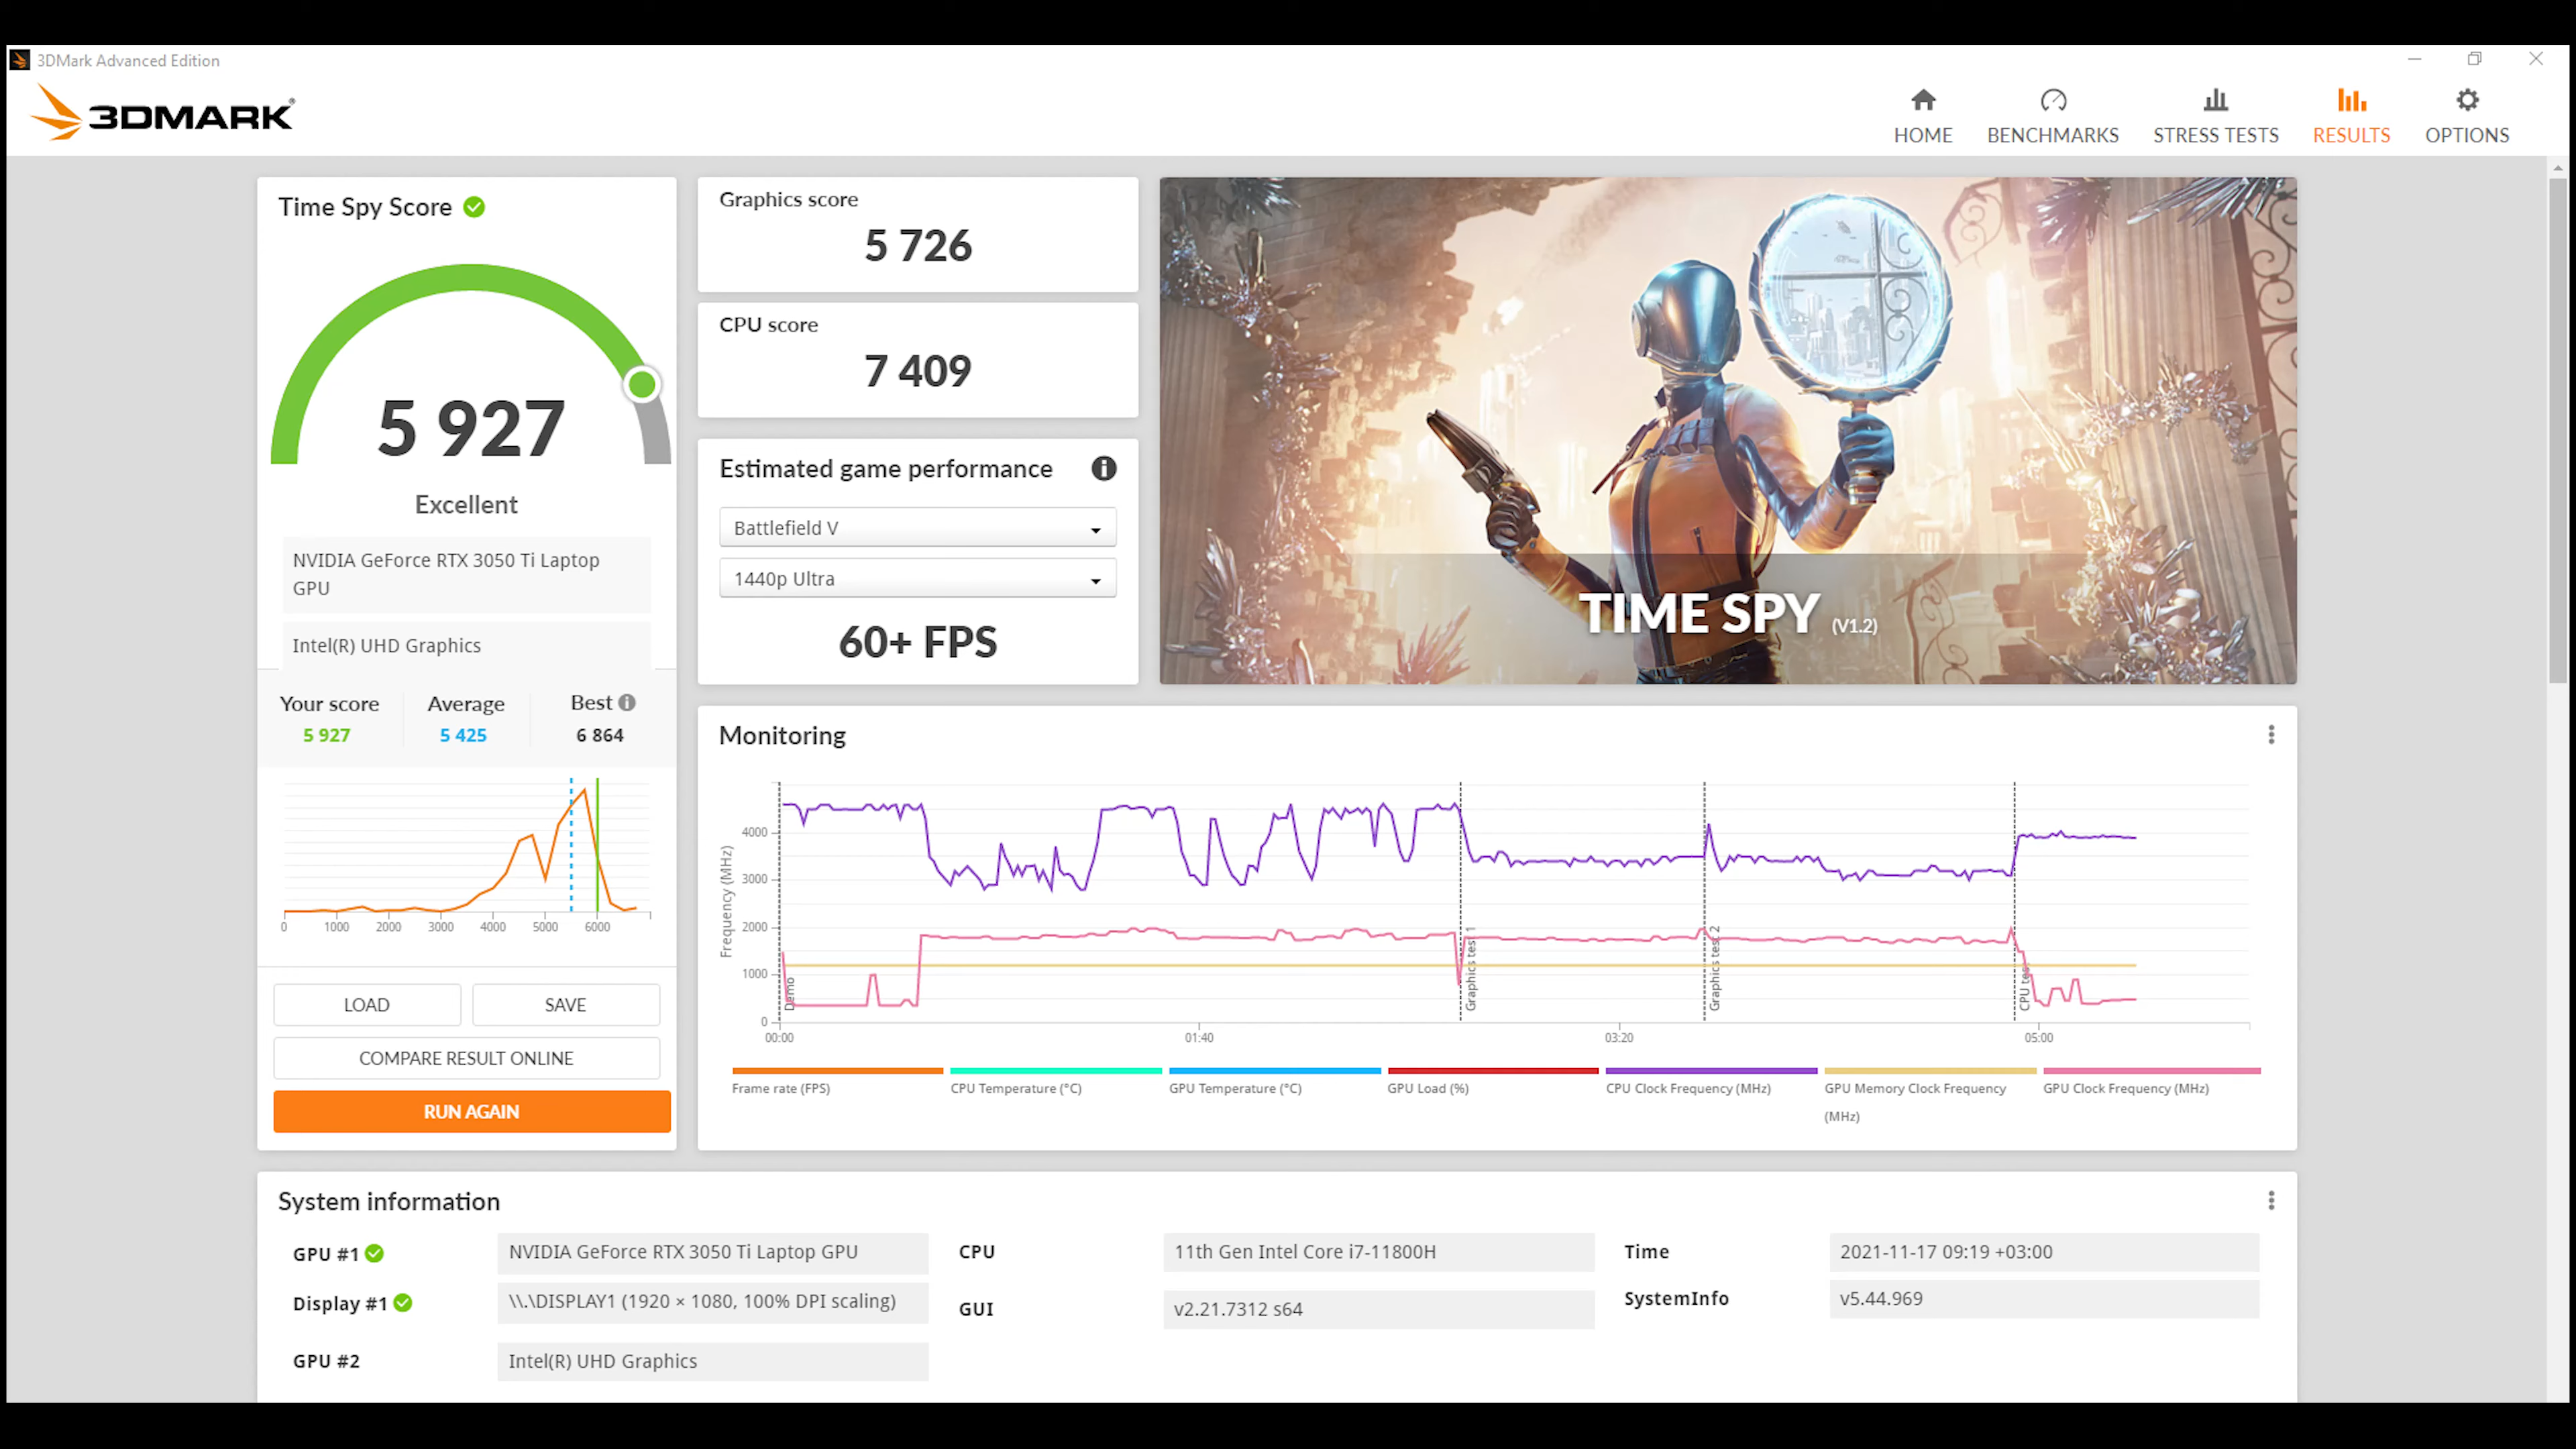 3DMark Advanced Edition
3DMARK
HOME
BENCHMARKS
STRESS TESTS
RESULTS
OPTIONS
Time Spy Score
5 927
Excellent
NVIDIA GeForce RTX 3050 Ti Laptop
GPU
Intel(R) UHD Graphics
Your score
5 927
Average
5 425
Best
6 864
0 1000 2000 3000 4000 5000 6000
LOAD
SAVE
COMPARE RESULT ONLINE
RUN AGAIN
Graphics score
5 726
CPU score
7 409
Estimated game performance
Battlefield V
1440p Ultra
60+ FPS
TIME SPY (V1.2)
Monitoring
Frequency (MHz)
4000
3000
2000
1000
0
Demo
Graphics test 1
Graphics test 2
CPU tes
00:00 01:40 03:20 05:00
Frame rate (FPS)
CPU Temperature (°C)
GPU Temperature (°C)
GPU Load (%)
CPU Clock Frequency (MHz)
GPU Memory Clock Frequency
(MHz)
GPU Clock Frequency (MHz)
System information
GPU #1
NVIDIA GeForce RTX 3050 Ti Laptop GPU
Display #1
\\.\DISPLAY1 (1920 × 1080, 100% DPI scaling)
GPU #2
Intel(R) UHD Graphics
CPU
11th Gen Intel Core i7-11800H
GUI
v2.21.7312 s64
Time
2021-11-17 09:19 +03:00
SystemInfo
v5.44.969